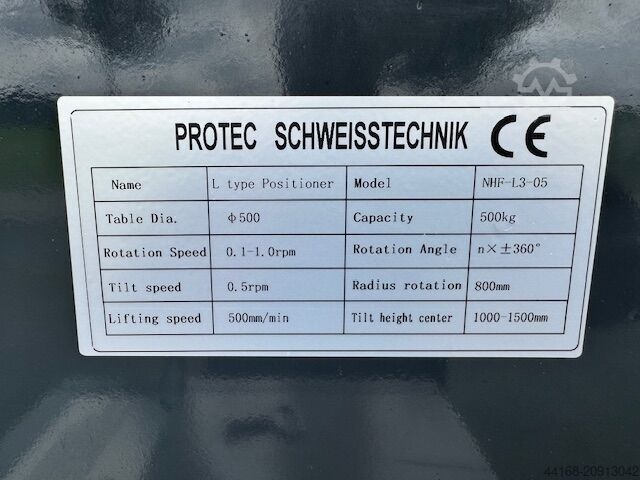 PROTEC SCHWEISSTECHNIK CE
Name L type Positioner Model NHF-L3-05
Table Dia. Φ500 Capacity 500kg
Rotation Speed 0.1-1.0rpm Rotation Angle n×±360°
Tilt speed 0.5rpm Radius rotation 800mm
Lifting speed 500mm/min Tilt height center 1000-1500mm
44168-20913042